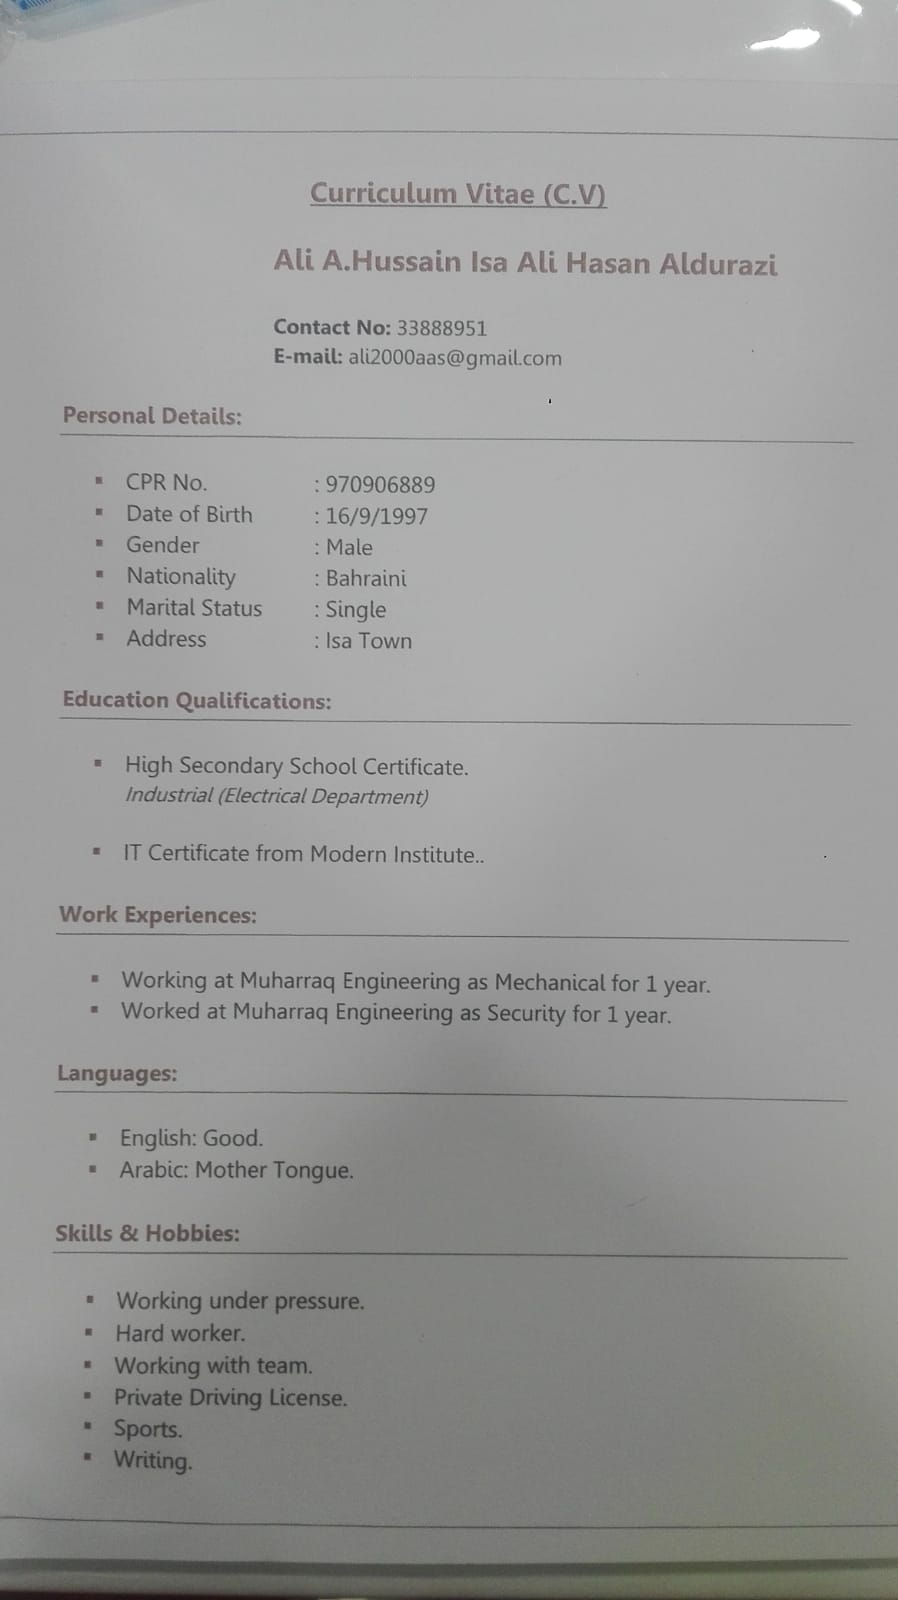 Curriculum Vitae (C.V)
Ali A.Hussain Isa Ali Hasan Aldurazi
Contact No: 33888951
E-mail: ali2000aas@gmail.com
Personal Details:
▪ CPR No. : 970906889
▪ Date of Birth : 16/9/1997
▪ Gender : Male
▪ Nationality : Bahraini
▪ Marital Status : Single
▪ Address : Isa Town
Education Qualifications:
▪ High Secondary School Certificate.
Industrial (Electrical Department)
▪ IT Certificate from Modern Institute..
Work Experiences:
▪ Working at Muharraq Engineering as Mechanical for 1 year.
▪ Worked at Muharraq Engineering as Security for 1 year.
Languages:
▪ English: Good.
▪ Arabic: Mother Tongue.
Skills & Hobbies:
▪ Working under pressure.
▪ Hard worker.
▪ Working with team.
▪ Private Driving License.
▪ Sports.
▪ Writing.